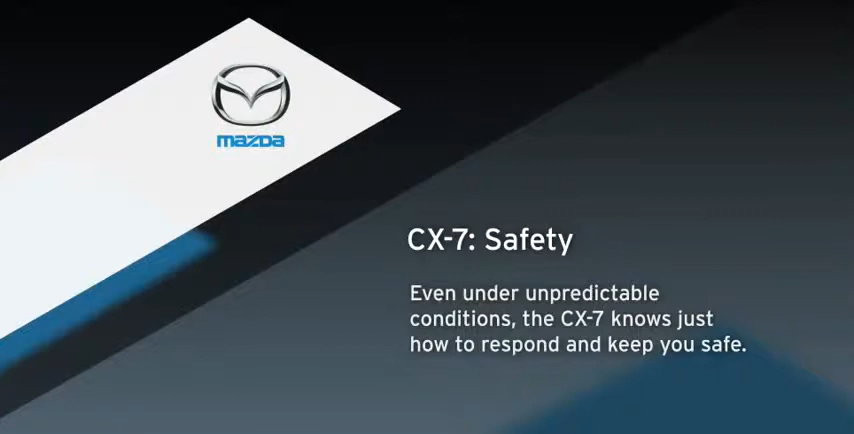 mazda
CX-7: Safety
Even under unpredictable
conditions, the CX-7 knows just
how to respond and keep you safe.